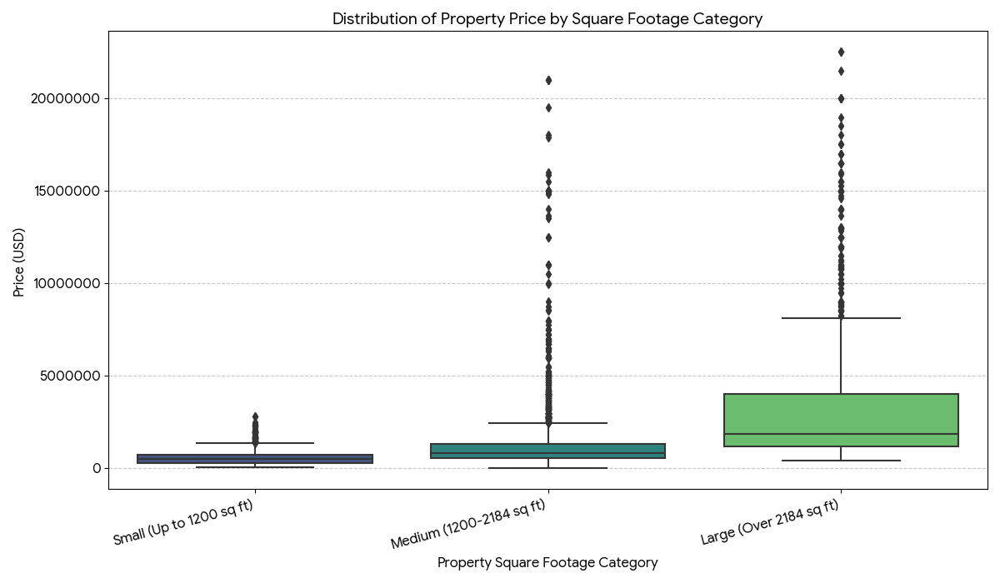 Distribution of Property Price by Square Footage Category
Price (USD)
20000000
15000000
10000000
5000000
0
Small (Up to 1200 sq ft)
Medium (1200-2184 sq ft)
Large (Over 2184 sq ft)
Property Square Footage Category